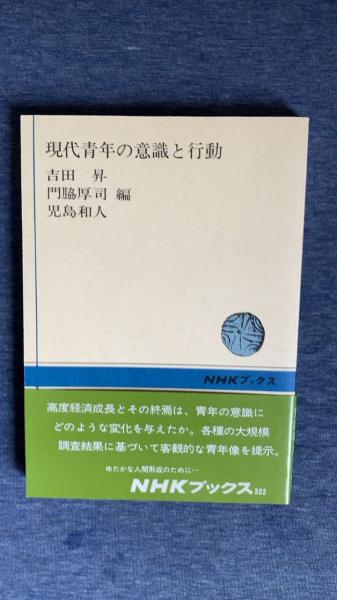 現代青年の意識と行動
吉田 昇
門脇厚司 編
児島和人
NHKブックス
高度経済成長とその終焉は、青年の意識に
どのような変化を与えたか。各種の大規模
調査結果に基づいて客観的な青年像を提示。
ゆたかな人間形成のために…
NHKブックス322